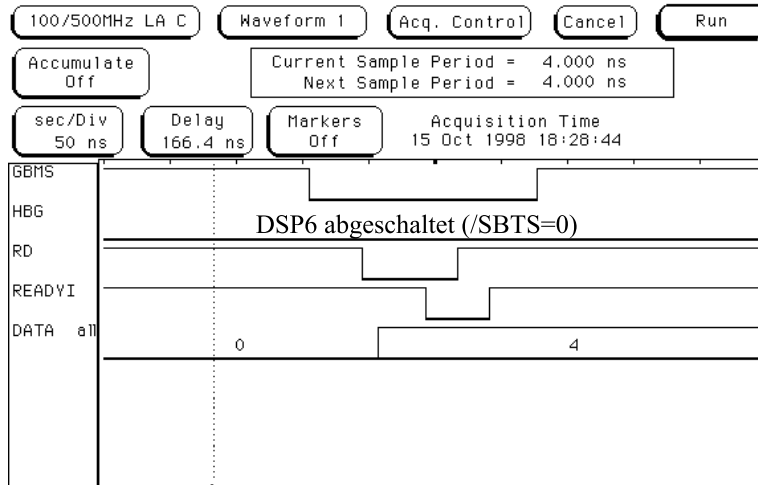 100/500MHz LA C Waveform 1 Acq. Control Cancel Run
Accumulate
Off
Current Sample Period = 4.000 ns
Next Sample Period = 4.000 ns
sec/Div
50 ns
Delay
166.4 ns
Markers
Off
Acquisition Time
15 Oct 1998 18:28:44
GBMS
HBG
DSP6 abgeschaltet (/SBTS=0)
RD
READYI
DATA all
0 4